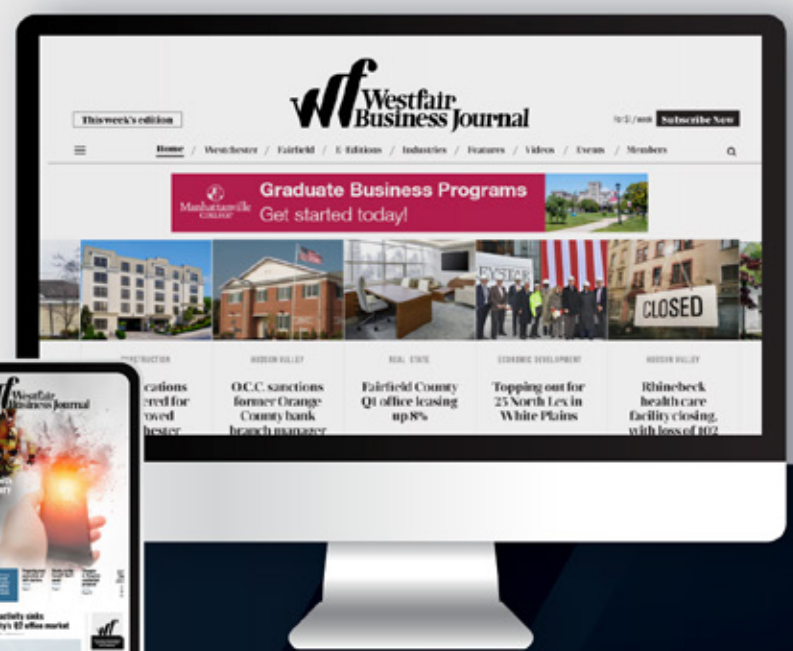 Westfair
Business Journal
This week's edition
Subscribe Now
Home / Westchester / Fairfield / E-Editions / Industries / Features / Videos / Events / Members
Manhattanville
COLLEGE
Graduate Business Programs
Get started today!
CLOSED
HUDSON VALLEY
O.C.C. sanctions
former Orange
County bank
branch manager
REAL STATE
Fairfield County
Q1 office leasing
up 8%
ECONOMIC DEVELOPMENT
Topping out for
25 North Lex in
White Plains
HUDSON VALLEY
Rhinebeck
health care
facility closing,
with loss of 102
Westfair
Business Journal